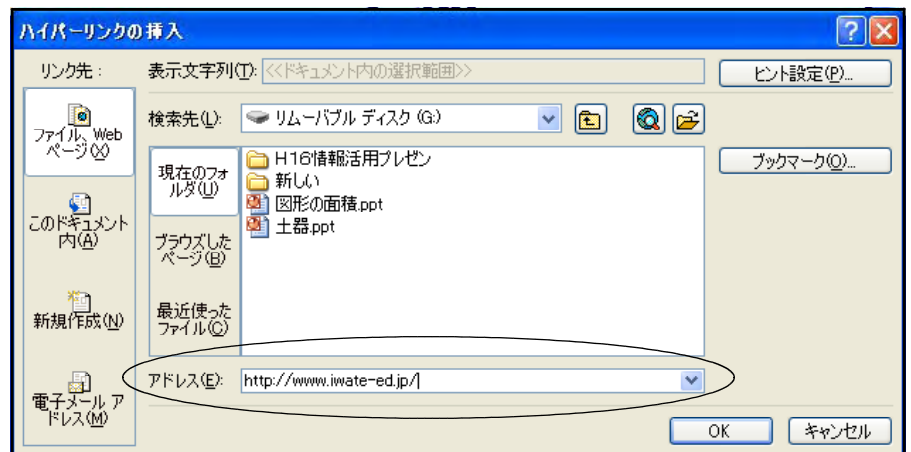 ハイパーリンクの挿入
リンク先：
表示文字列(T): <<ドキュメント内の選択範囲>>
ヒント設定(P)...
ファイル、Web
ページ(X)
検索先(L): リムーバブル ディスク (G:)
現在のフォ
ルダ(U)
H16情報活用プレゼン
新しい
図形の面積.ppt
土器.ppt
ブックマーク(O)...
このドキュメント
内(A)
ブラウズした
ページ(B)
新規作成(N)
最近使った
ファイル(C)
アドレス(E): http://www.iwate-ed.jp/
電子メール ア
ドレス(M)
OK
キャンセル